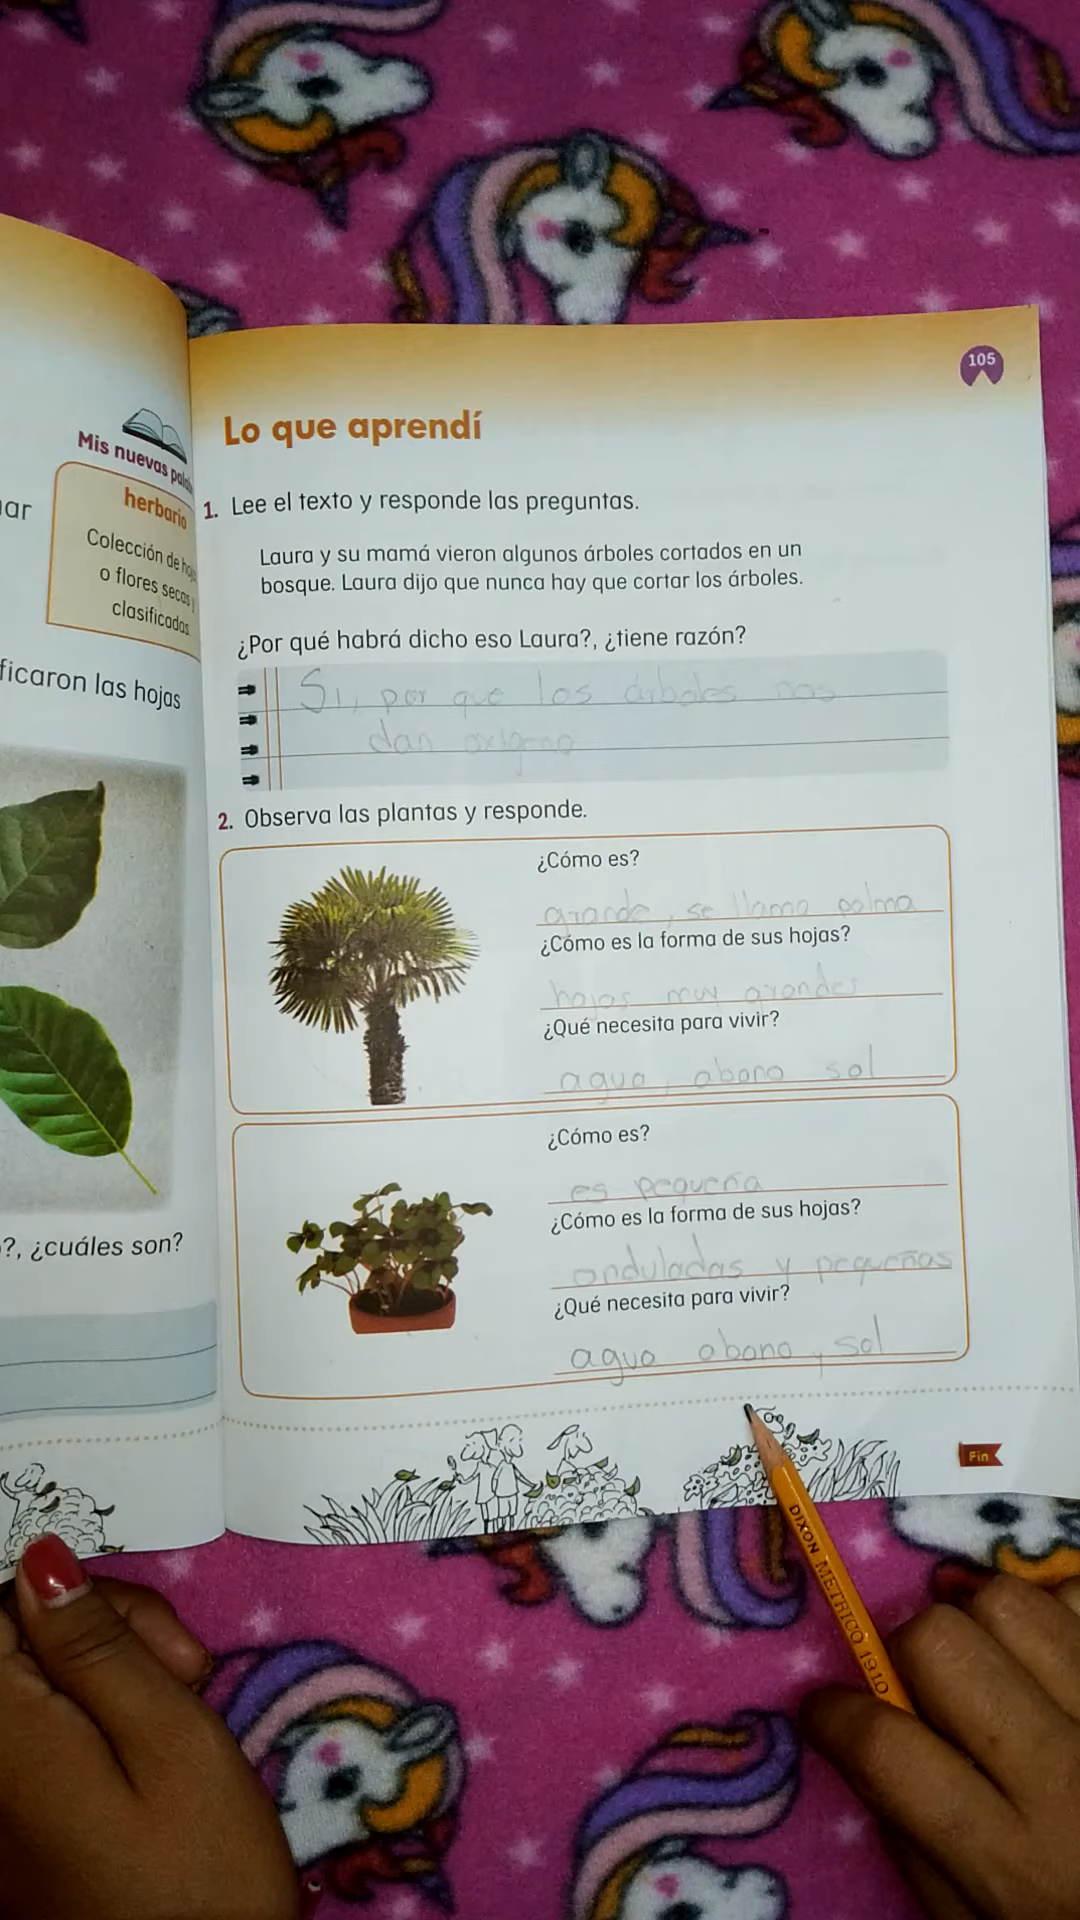 Mis nuevas
herbario
Colección de
o flores secas y
clasificadas.
ficaron las hojas
?, ¿cuáles son?
105
Lo que aprendí
1. Lee el texto y responde las preguntas.
Laura y su mamá vieron algunos árboles cortados en un
bosque. Laura dijo que nunca hay que cortar los árboles.
¿Por qué habrá dicho eso Laura?, ¿tiene razón?
Si, por que los árboles nos
dan
2. Observa las plantas y responde.
¿Cómo es?
grande, se llama palma
¿Cómo es la forma de sus hojas?
hojas muy grandes
¿Qué necesita para vivir?
agua, abono sol
¿Cómo es?
es pequeña
¿Cómo es la forma de sus hojas?
onduladas y pequeñas
¿Qué necesita para vivir?
agua abono, sol
Fin
DIXON METRICO 1910